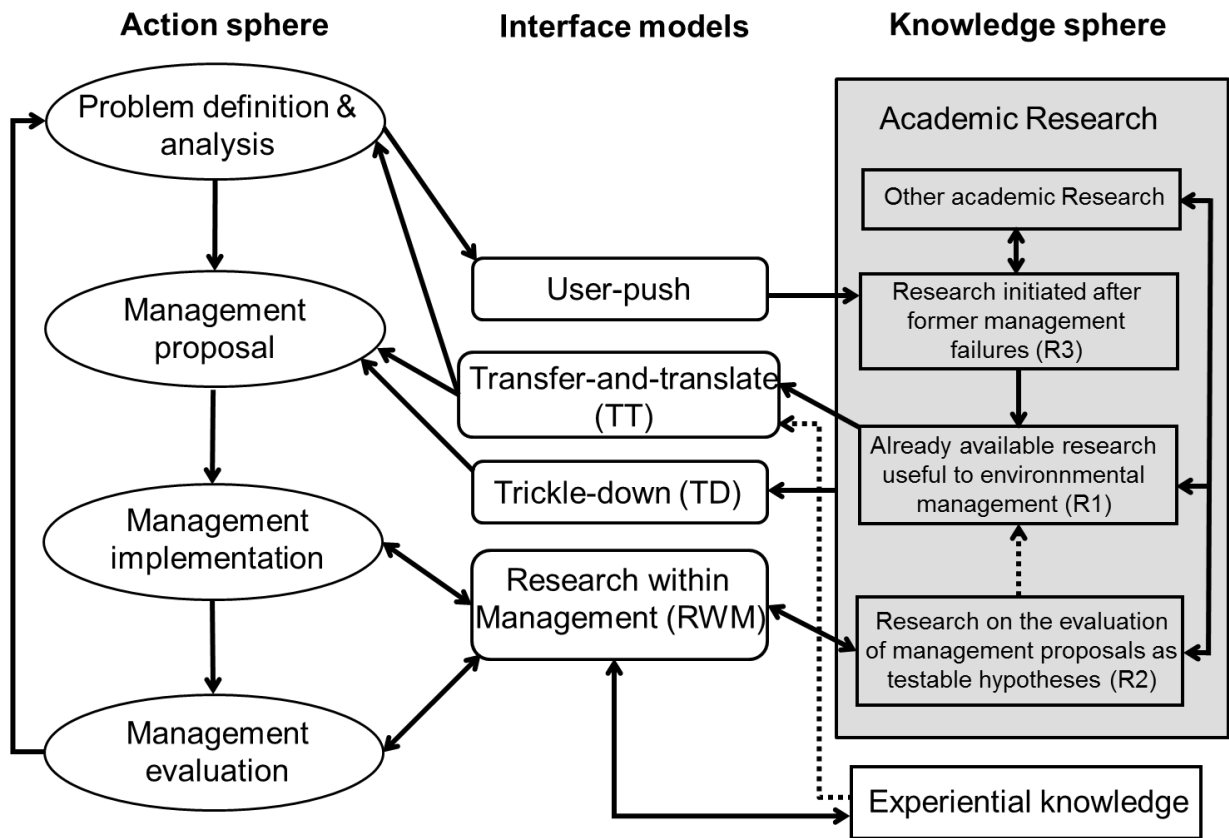 Action sphere
Interface models
Knowledge sphere
Problem definition &
analysis
Management
proposal
Management
implementation
Management
evaluation
User-push
Transfer-and-translate
(TT)
Trickle-down (TD)
Research within
Management (RWM)
Academic Research
Other academic Research
Research initiated after
former management
failures (R3)
Already available research
useful to environnmental
management (R1)
Research on the evaluation
of management proposals as
testable hypotheses (R2)
Experiential knowledge